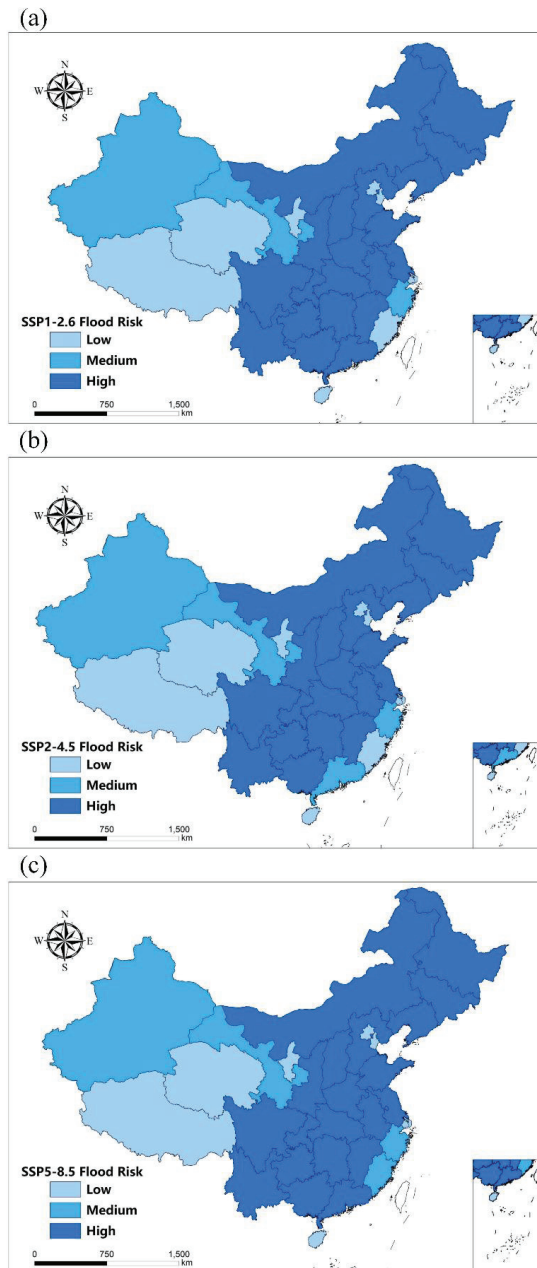 (a)
N
W E
S
SSP1-2.6 Flood Risk
Low
Medium
High
0 750 1,500
km
(b)
N
W E
S
SSP2-4.5 Flood Risk
Low
Medium
High
0 750 1,500
km
(c)
N
W E
S
SSP5-8.5 Flood Risk
Low
Medium
High
0 750 1,500
km